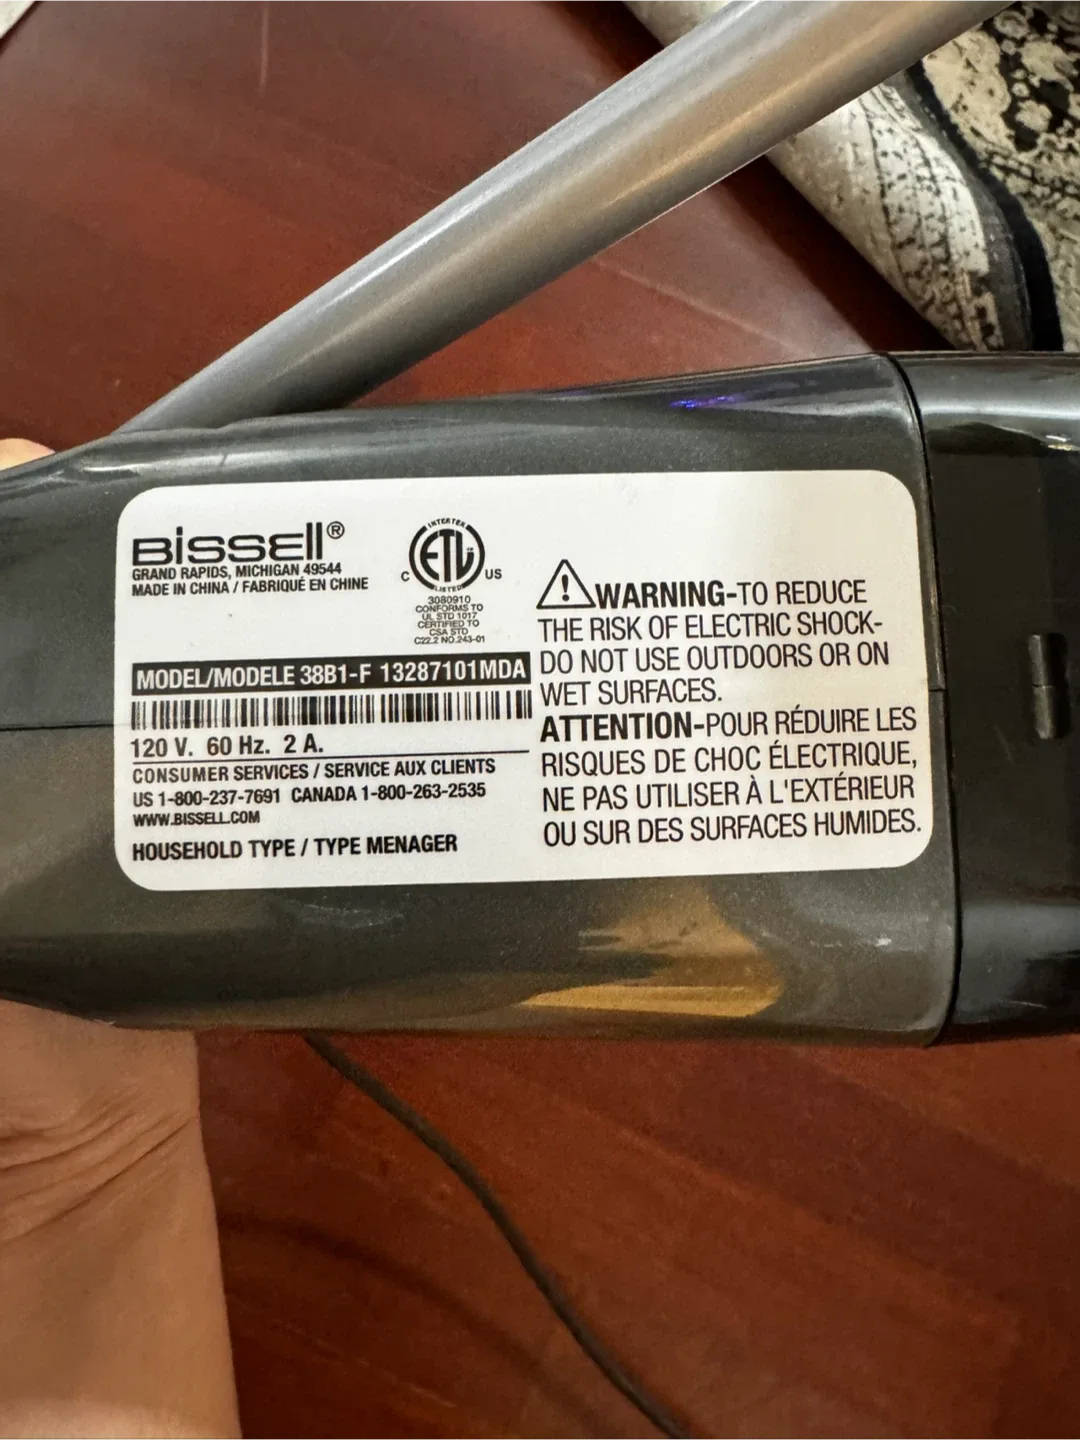 BISSELL®
GRAND RAPIDS, MICHIGAN 49544
MADE IN CHINA / FABRIQUÉ EN CHINE
INTERTEK
ETL
C US
LISTED
3080910
CONFORMS TO
UL STD 1017
CERTIFIED TO
CSA STD
C22.2 NO.243-01
MODEL/MODELE 38B1-F 13287101MDA
120 V. 60 Hz. 2 A.
CONSUMER SERVICES / SERVICE AUX CLIENTS
US 1-800-237-7691 CANADA 1-800-263-2535
WWW.BISSELL.COM
HOUSEHOLD TYPE / TYPE MENAGER
WARNING-TO REDUCE
THE RISK OF ELECTRIC SHOCK-
DO NOT USE OUTDOORS OR ON
WET SURFACES.
ATTENTION-POUR RÉDUIRE LES
RISQUES DE CHOC ÉLECTRIQUE,
NE PAS UTILISER À L'EXTÉRIEUR
OU SUR DES SURFACES HUMIDES.